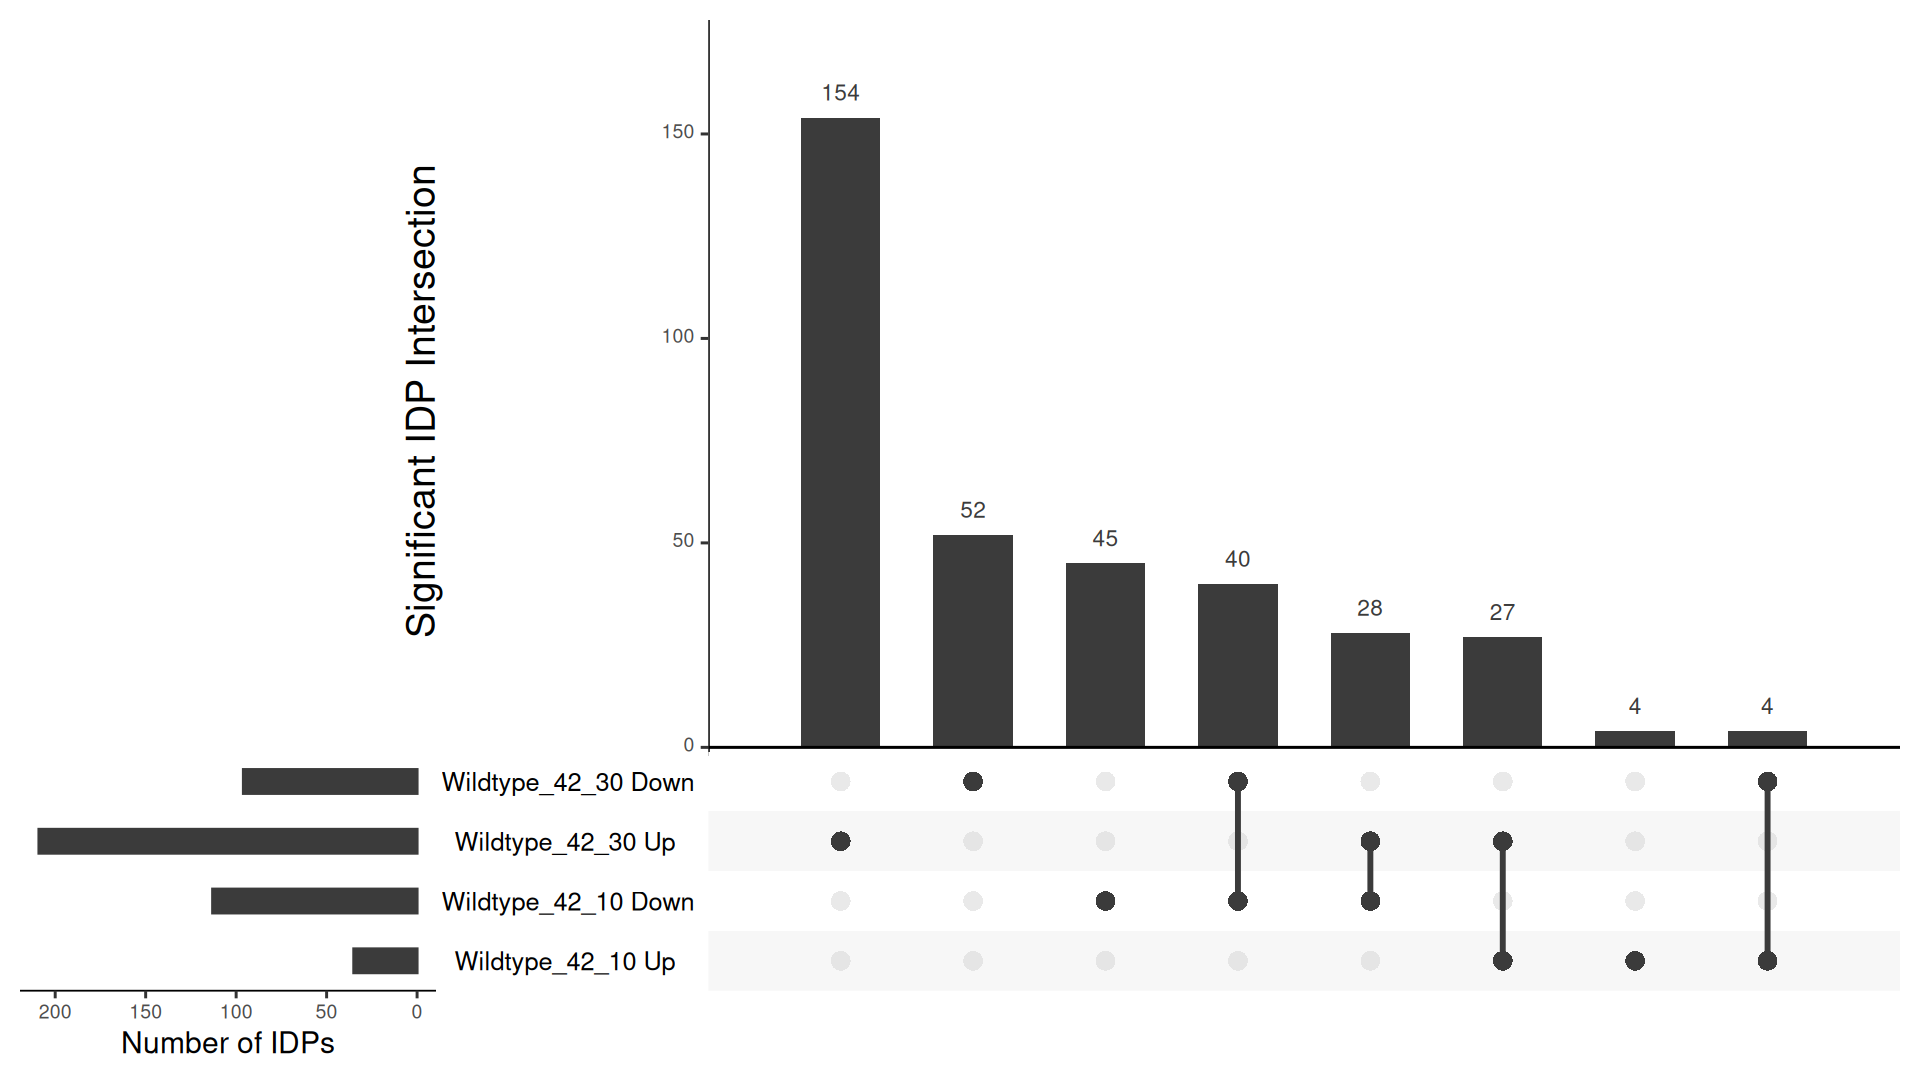 Significant IDP Intersection
150
100
50
0
154
52
45
40
28
27
4
4
Wildtype_42_30 Down
Wildtype_42_30 Up
Wildtype_42_10 Down
Wildtype_42_10 Up
200 150 100 50 0
Number of IDPs